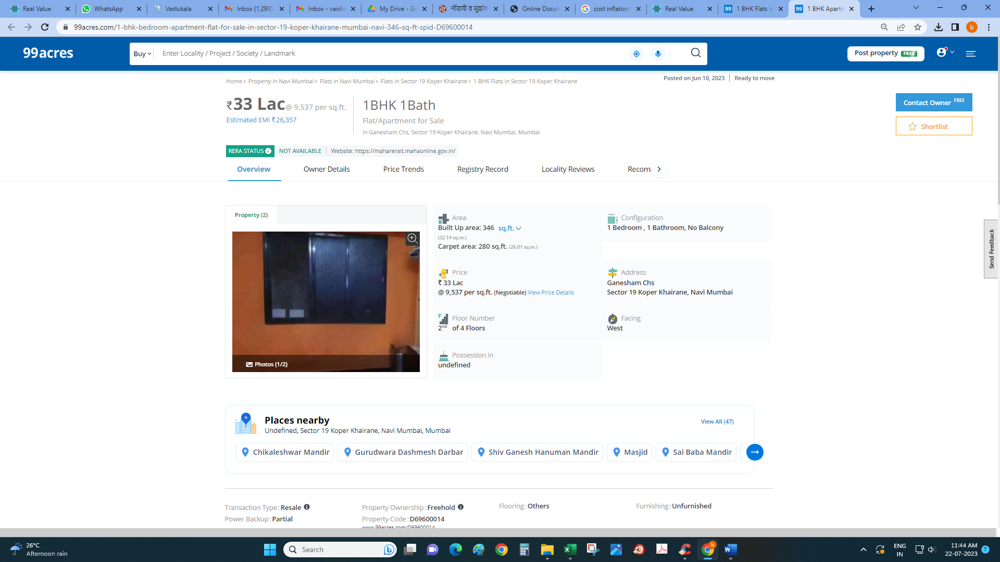 Real Value
WhatsApp
Vastukala
Inbox (1,293)
Inbox - vaisha
My Drive - Go
नोंदणी व मुद्रांक
Online Docun
cost inflation
Real Value
1 BHK Flats in
1 BHK Apartm
99acres.com/1-bhk-bedroom-apartment-flat-for-sale-in-sector-19-koper-khairane-mumbai-navi-346-sq-ft-spid-D69600014
b
99acres
Buy
Enter Locality / Project / Society / Landmark
Post property FREE
Home › Property in Navi Mumbai › Flats in Navi Mumbai › Flats in Sector 19 Koper Khairane › 1 BHK Flats in Sector 19 Koper Khairane
Posted on Jun 10, 2023 | Ready to move
₹33 Lac @ 9,537 per sq.ft.
Estimated EMI ₹26,357
1BHK 1Bath
Flat/Apartment for Sale
in Ganesham Chs, Sector 19 Koper Khairane, Navi Mumbai, Mumbai
Contact Owner FREE
Shortlist
RERA STATUS NOT AVAILABLE | Website: https://maharerait.mahaonline.gov.in/
Overview
Owner Details
Price Trends
Registry Record
Locality Reviews
Recom
Property (2)
Photos (1/2)
Area
Built Up area: 346 sq.ft.
(32.14 sq.m.)
Carpet area: 280 sq.ft. (26.01 sq.m.)
Configuration
1 Bedroom , 1 Bathroom, No Balcony
Price
₹ 33 Lac
@ 9,537 per sq.ft. (Negotiable) View Price Details
Address
Ganesham Chs
Sector 19 Koper Khairane, Navi Mumbai
Floor Number
2nd of 4 Floors
Facing
West
Possession in
undefined
Send Feedback
Places nearby
Undefined, Sector 19 Koper Khairane, Navi Mumbai, Mumbai
View All (47)
Chikaleshwar Mandir
Gurudwara Dashmesh Darbar
Shiv Ganesh Hanuman Mandir
Masjid
Sai Baba Mandir
Transaction Type : Resale
Property Ownership : Freehold
Flooring : Others
Furnishing : Unfurnished
Power Backup : Partial
Property Code : D69600014
www.99acres.com/D69600014
26°C
Afternoon rain
Search
ENG
IN
11:44 AM
22-07-2023
7